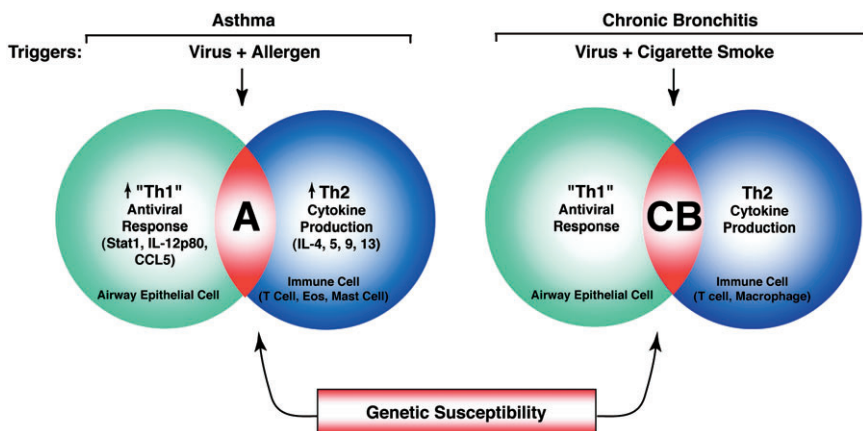 Asthma
Chronic Bronchitis
Triggers:
Virus + Allergen
Virus + Cigarette Smoke
"Th1"
Antiviral
Response
(Stat1, IL-12p80,
CCL5)
Airway Epithelial Cell
A
Th2
Cytokine
Production
(IL-4, 5, 9, 13)
Immune Cell
(T Cell, Eos, Mast Cell)
"Th1"
Antiviral
Response
Airway Epithelial Cell
CB
Th2
Cytokine
Production
Immune Cell
(T cell, Macrophage)
Genetic Susceptibility